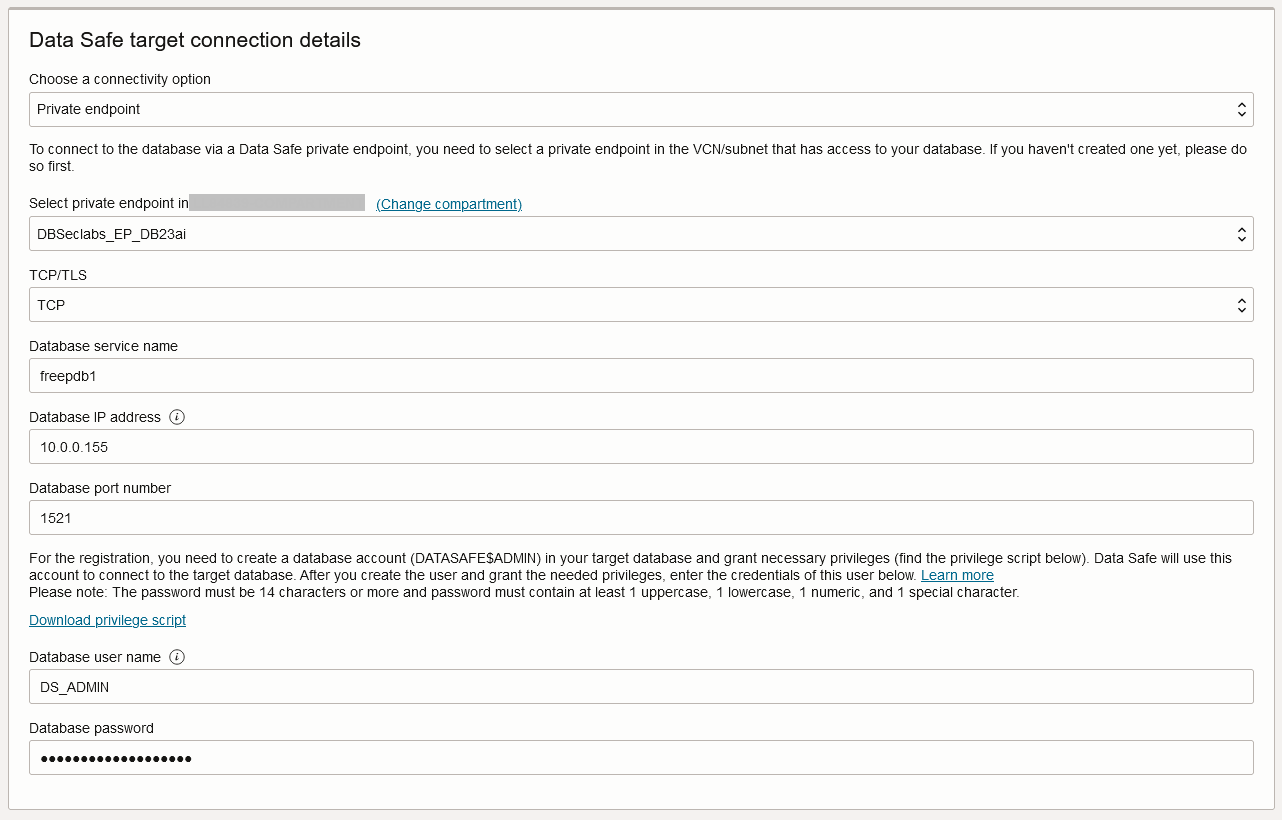 Data Safe target connection details
Choose a connectivity option
Private endpoint
To connect to the database via a Data Safe private endpoint, you need to select a private endpoint in the VCN/subnet that has access to your database. If you haven't created one yet, please do
so first.
Select private endpoint in (Change compartment)
DBSeclabs_EP_DB23ai
TCP/TLS
TCP
Database service name
freepdb1
Database IP address
10.0.0.155
Database port number
1521
For the registration, you need to create a database account (DATASAFE$ADMIN) in your target database and grant necessary privileges (find the privilege script below). Data Safe will use this
account to connect to the target database. After you create the user and grant the needed privileges, enter the credentials of this user below. Learn more
Please note: The password must be 14 characters or more and password must contain at least 1 uppercase, 1 lowercase, 1 numeric, and 1 special character.
Download privilege script
Database user name
DS_ADMIN
Database password
●●●●●●●●●●●●●●●●●●●